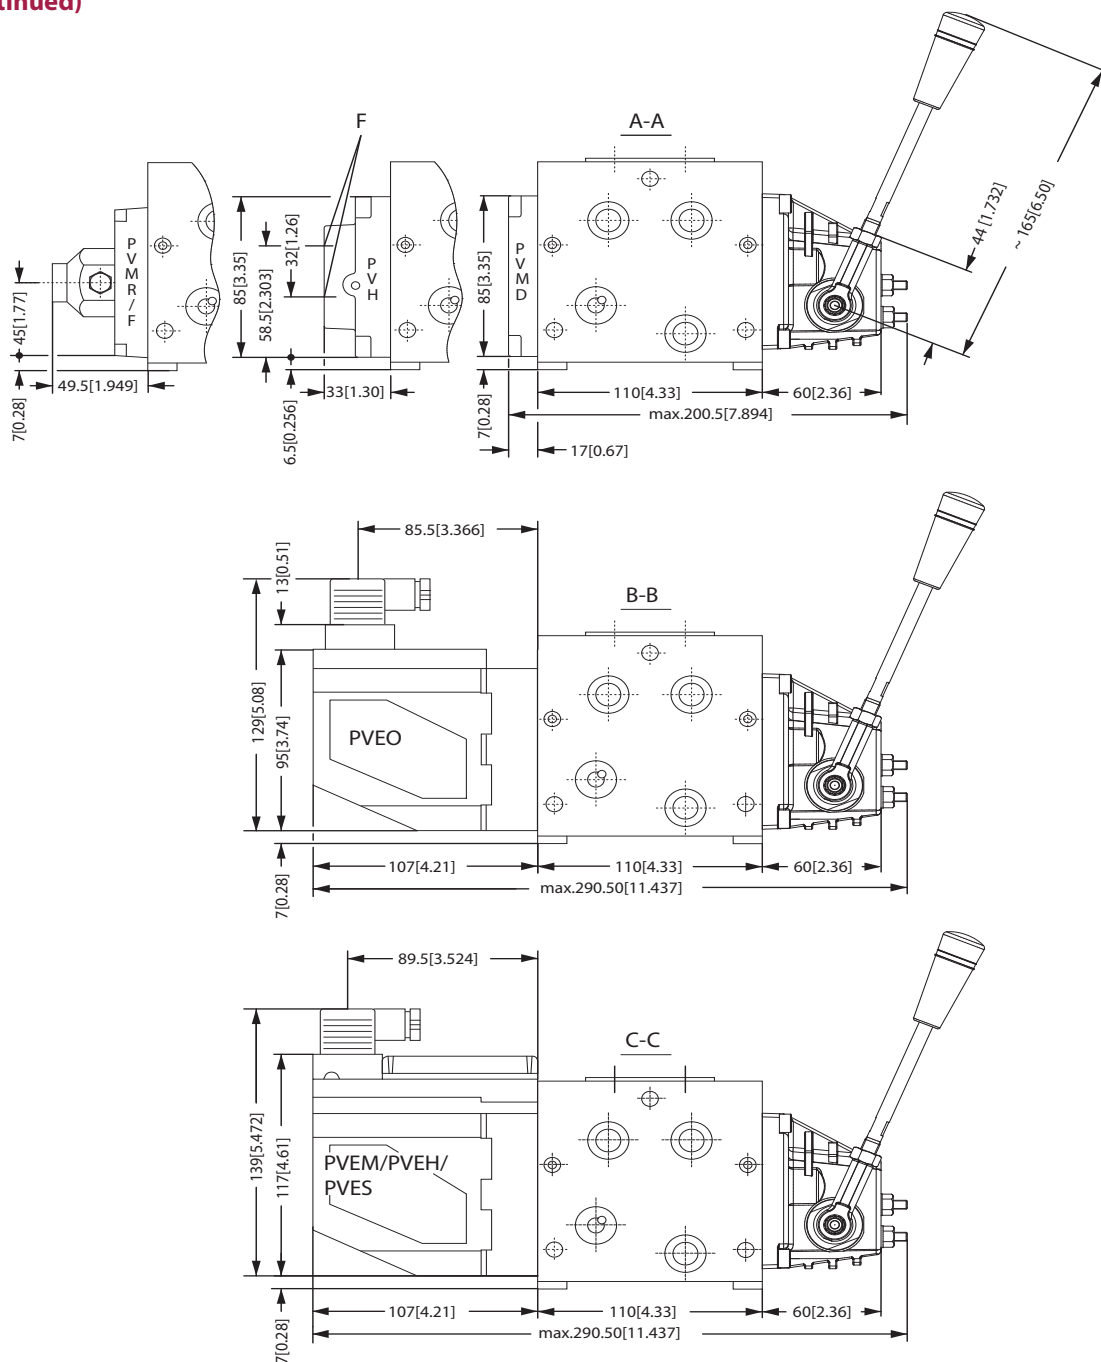 tinued)
F
A-A
PVMR/F
PVH
PVMD
45[1.77]
7[0.28]
49.5[1.949]
85[3.35]
58.5[2.303]
32[1.26]
6.5[0.256]
33[1.30]
85[3.35]
7[0.28]
110[4.33]
60[2.36]
max.200.5[7.894]
17[0.67]
44 [1.732]
~ 165[6.50]
85.5[3.366]
13[0.51]
B-B
129[5.08]
95[3.74]
PVEO
7[0.28]
107[4.21]
110[4.33]
60[2.36]
max.290.50[11.437]
89.5[3.524]
C-C
139[5.472]
117[4.61]
PVEM/PVEH/
PVES
7[0.28]
107[4.21]
110[4.33]
60[2.36]
max.290.50[11.437]